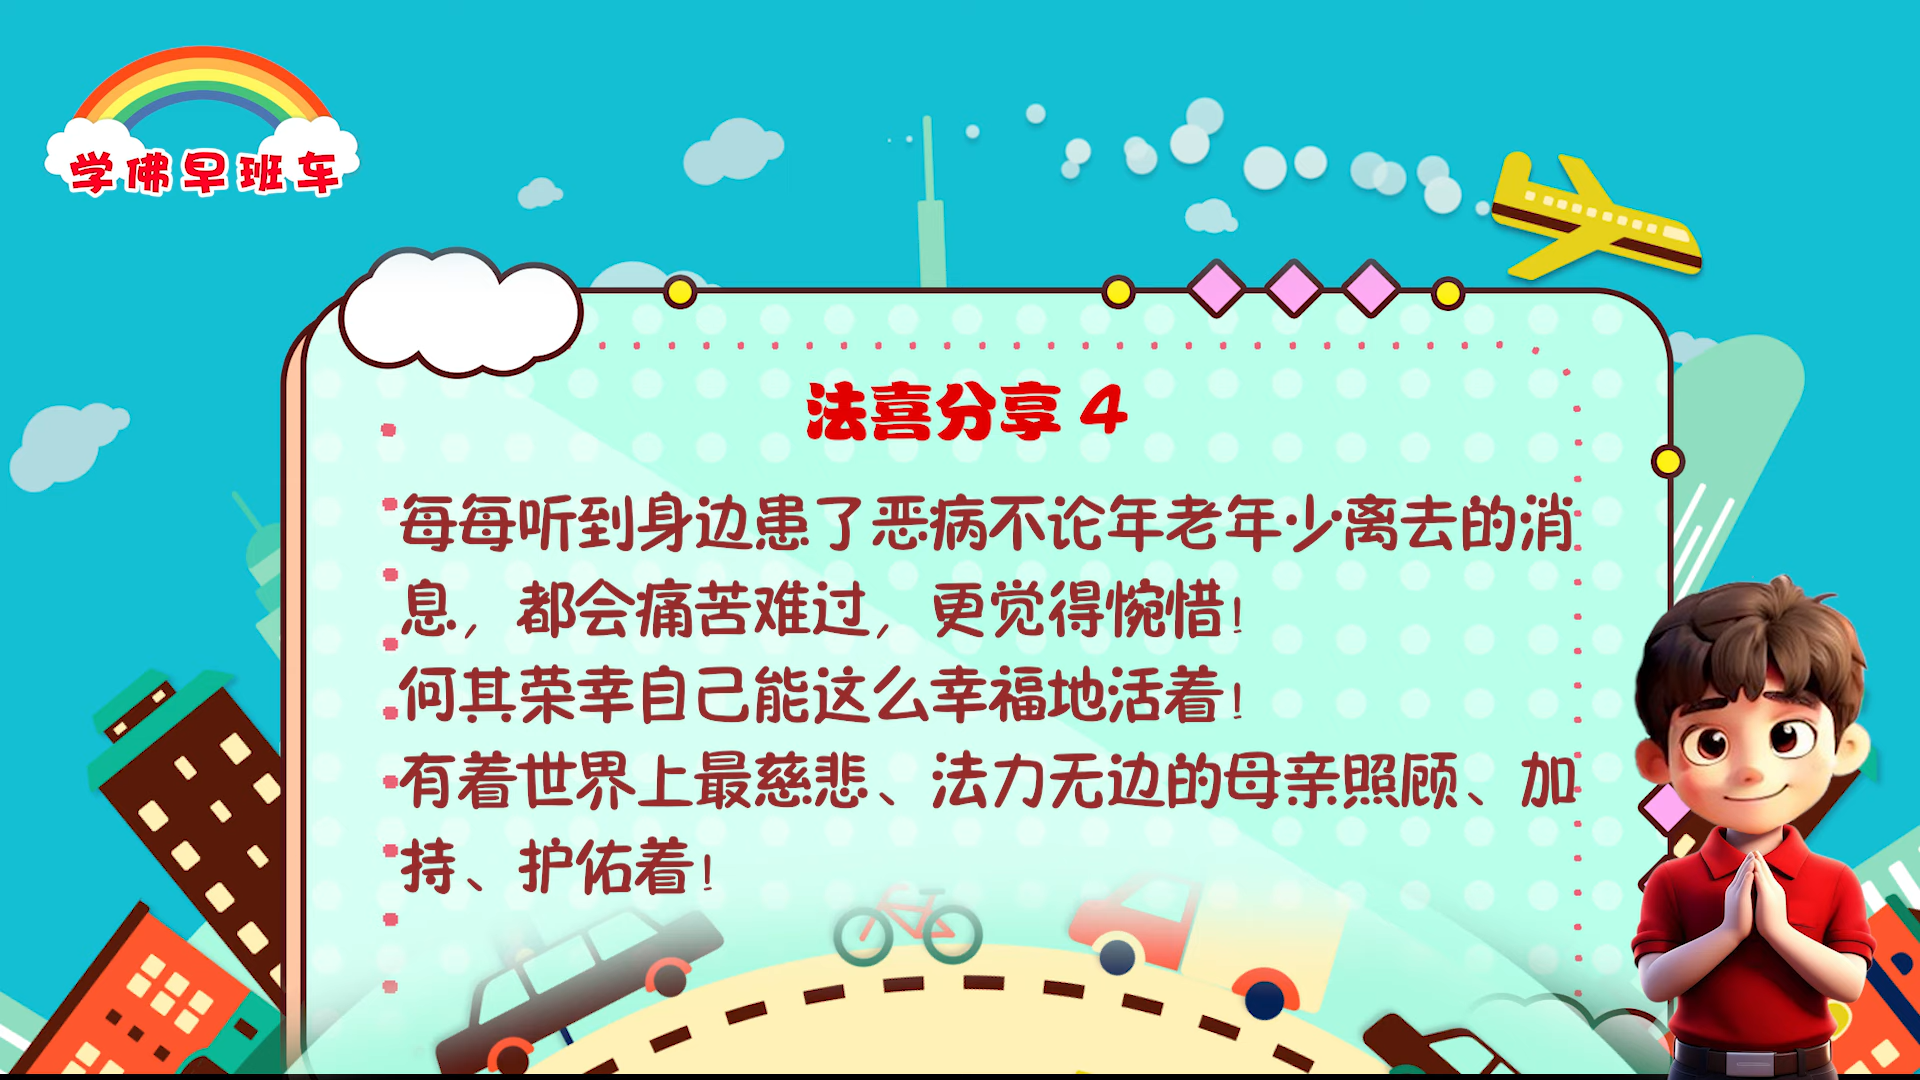 学佛早班车
法喜分享 4
每每听到身边患了恶病不论年老年少离去的消
息，都会痛苦难过，更觉得惋惜！
何其荣幸自己能这么幸福地活着！
有着世界上最慈悲、法力无边的母亲照顾、加
持、护佑着！